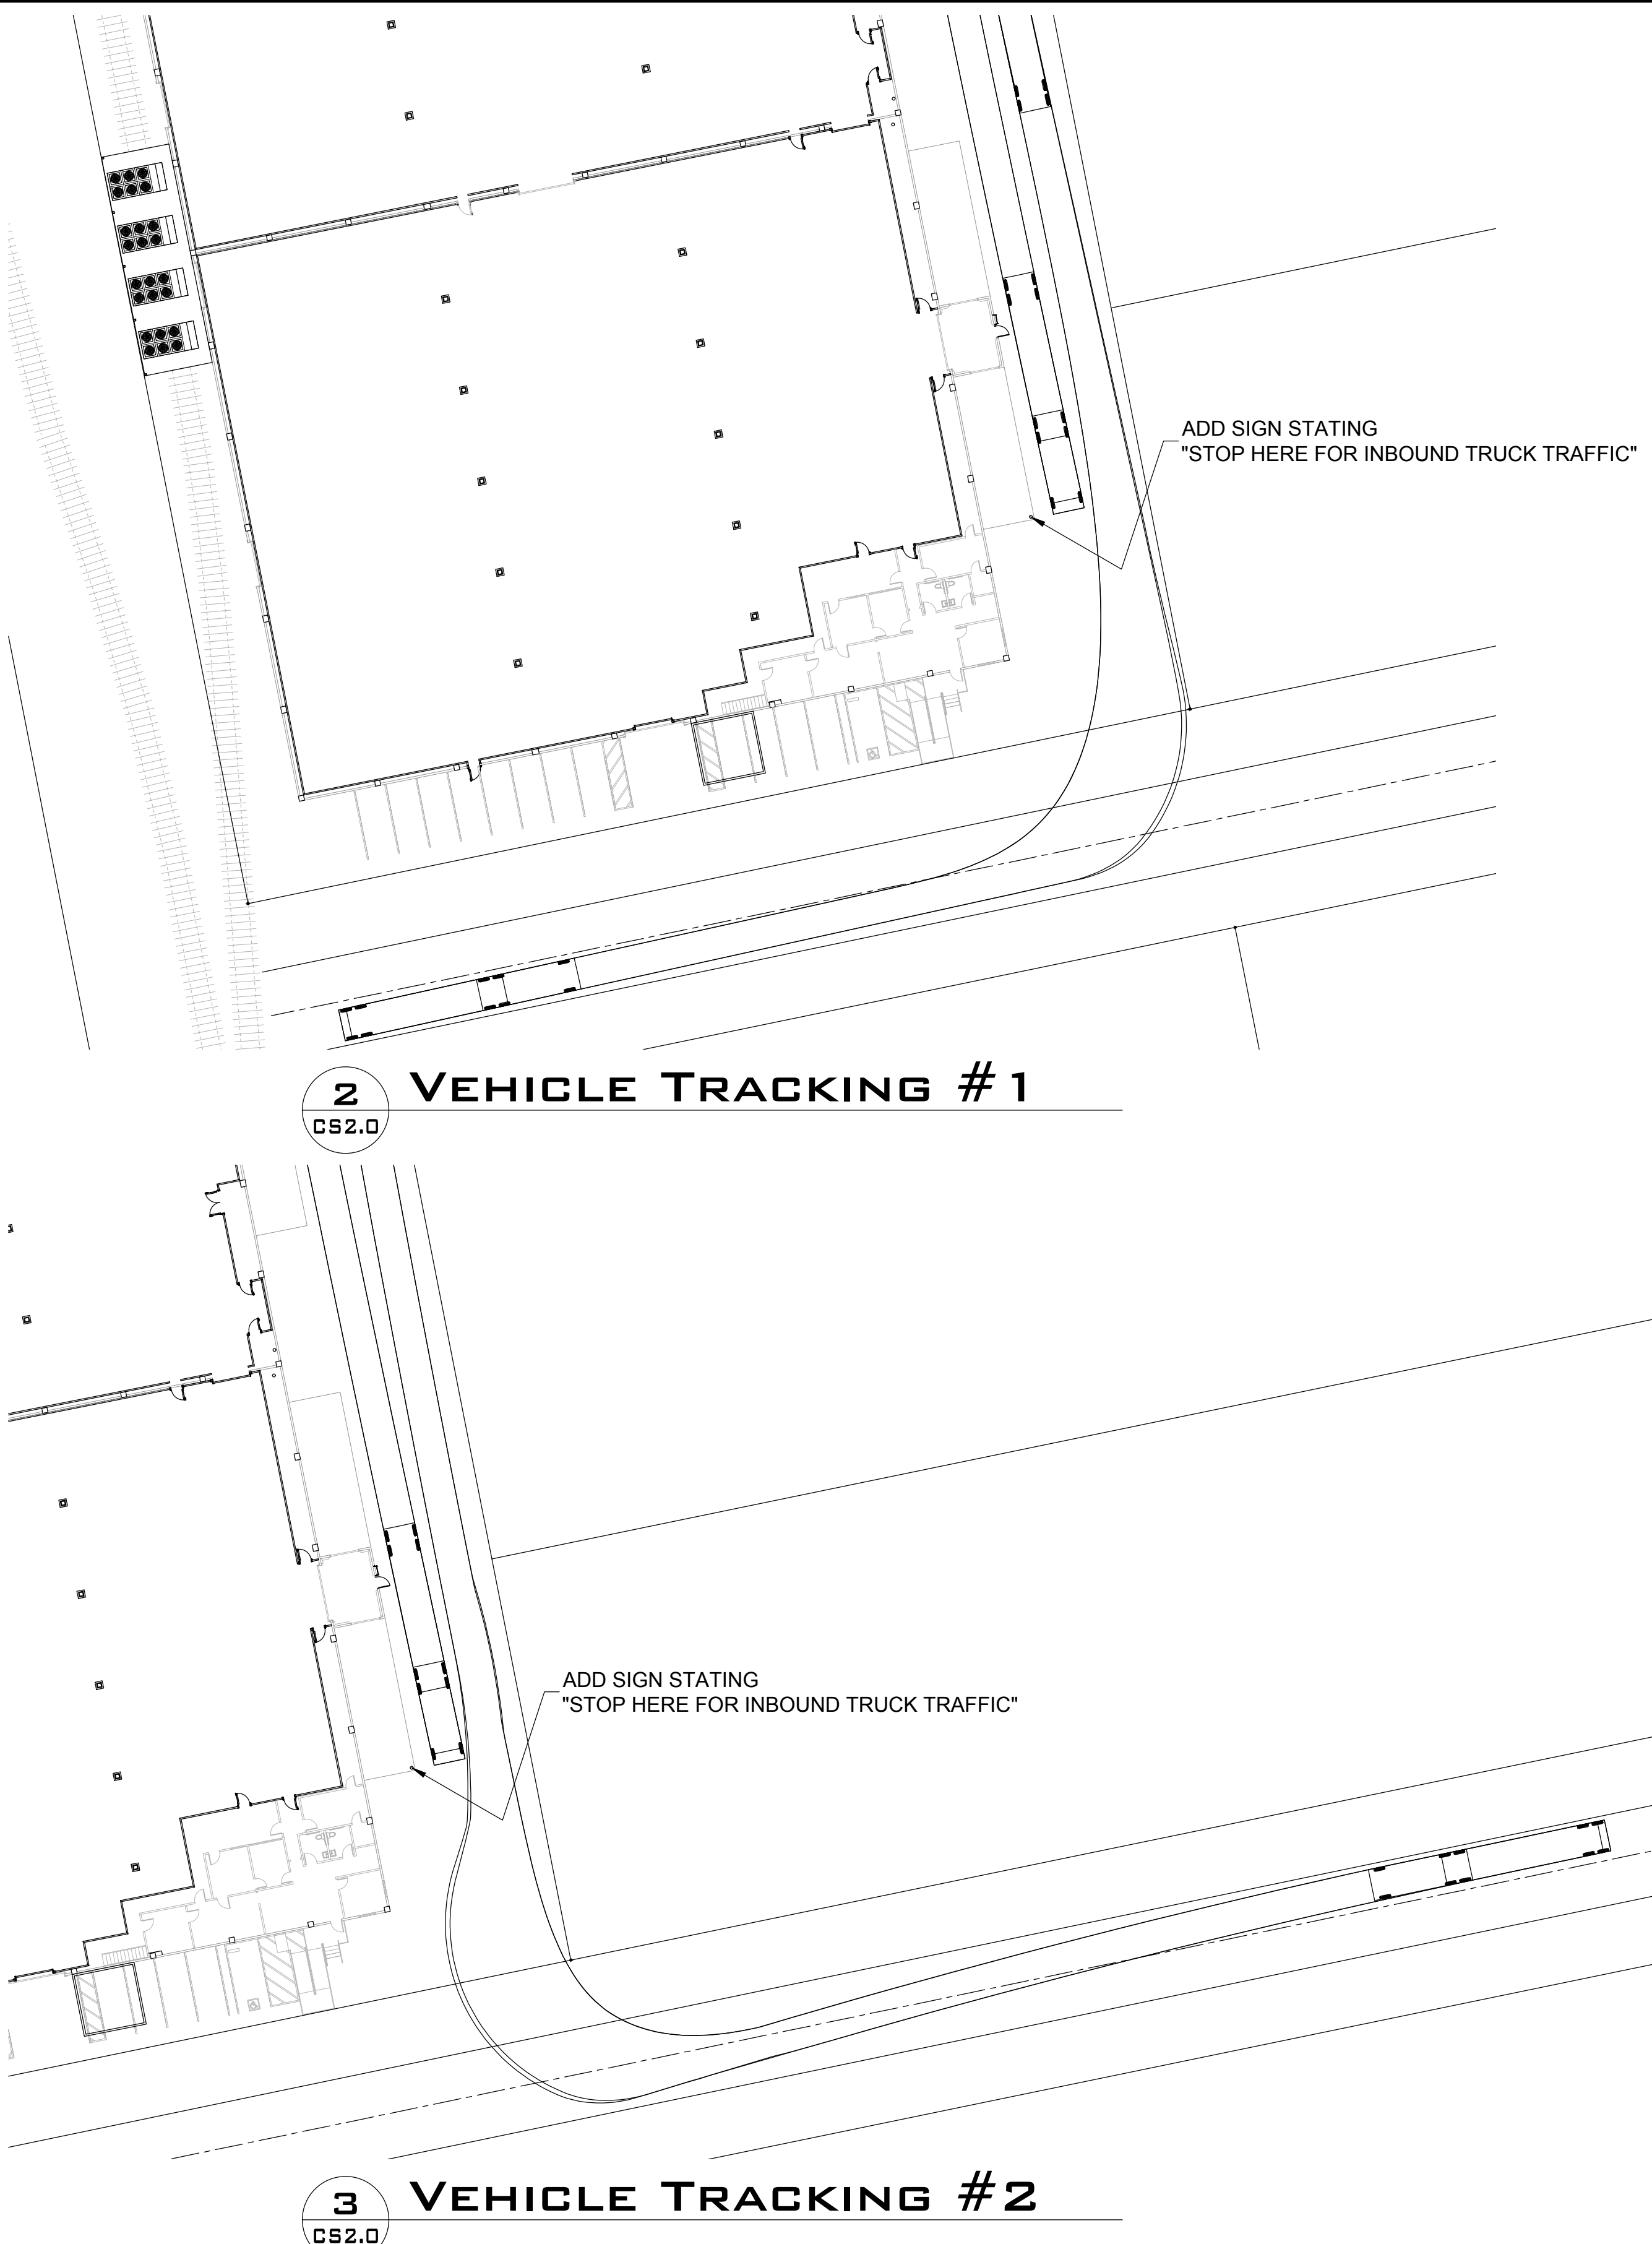 ADD SIGN STATING
"STOP HERE FOR INBOUND TRUCK TRAFFIC"
2
CS2.0
VEHICLE TRACKING #1
ADD SIGN STATING
"STOP HERE FOR INBOUND TRUCK TRAFFIC"
3
CS2.0
VEHICLE TRACKING #2